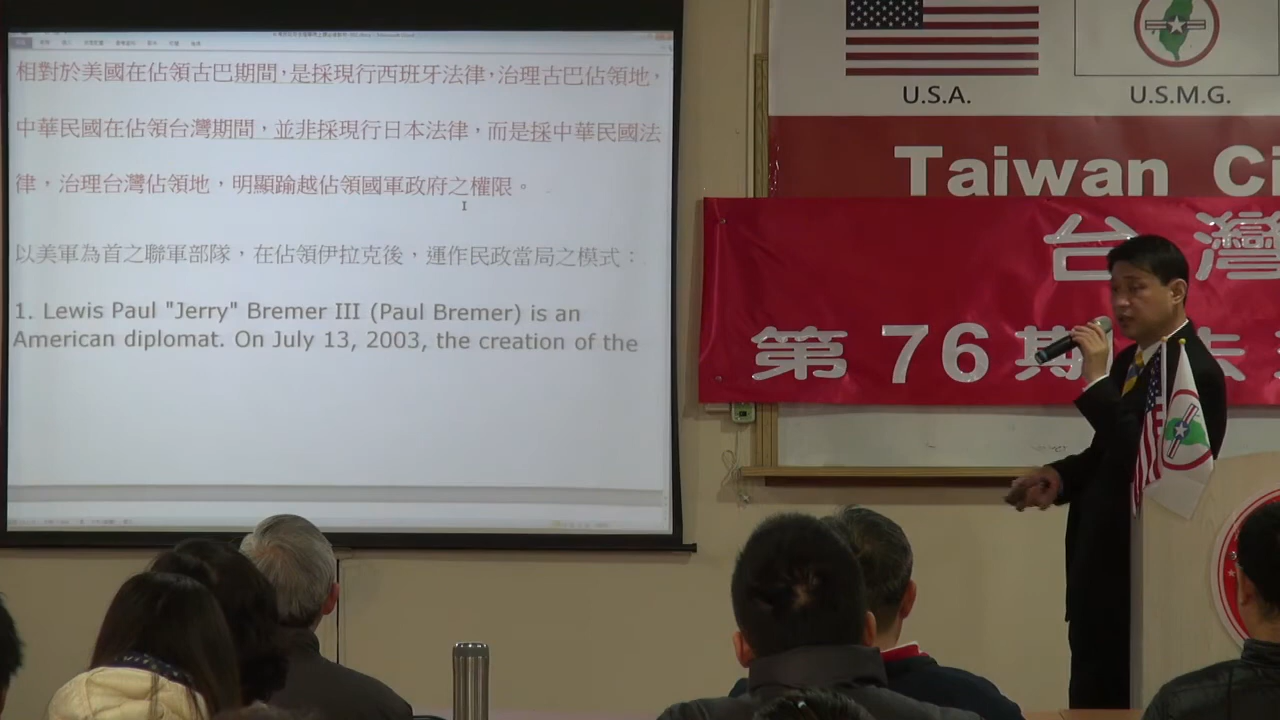 相對於美國在佔領古巴期間，是採現行西班牙法律，治理古巴佔領地，
中華民國在佔領台灣期間，並非採現行日本法律，而是採中華民國法
律，治理台灣佔領地，明顯踰越佔領國軍政府之權限。
以美軍為首之聯軍部隊，在佔領伊拉克後，運作民政當局之模式：
1. Lewis Paul "Jerry" Bremer III (Paul Bremer) is an
American diplomat. On July 13, 2003, the creation of the
U.S.A.
U.S.M.G.
Taiwan Ci
台灣
第76期法